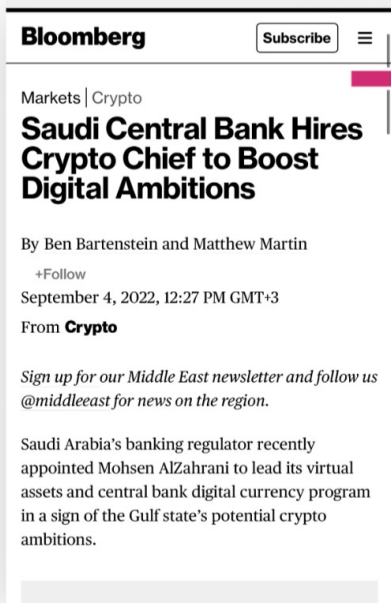 Bloomberg
Subscribe
Markets | Crypto
Saudi Central Bank Hires
Crypto Chief to Boost
Digital Ambitions
By Ben Bartenstein and Matthew Martin
+Follow
September 4, 2022, 12:27 PM GMT+3
From Crypto
Sign up for our Middle East newsletter and follow us
@middleeast for news on the region.
Saudi Arabia's banking regulator recently
appointed Mohsen AlZahrani to lead its virtual
assets and central bank digital currency program
in a sign of the Gulf state's potential crypto
ambitions.